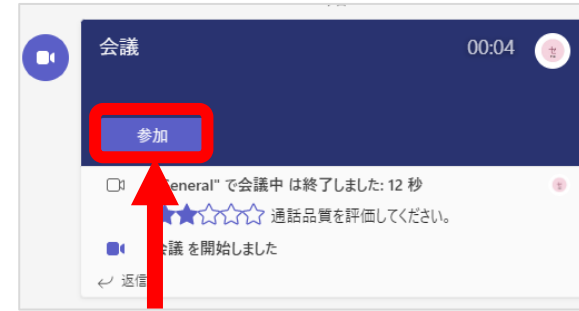 会議 00:04 セ
参加
General" で会議中 は終了しました: 12 秒
通話品質を評価してください。
会議 を開始しました
返信